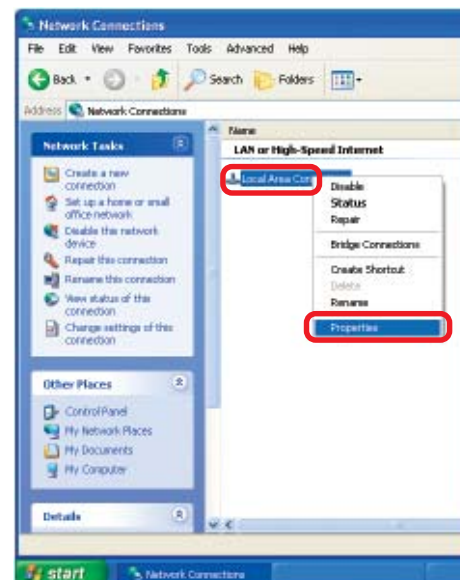 Network Connections
File Edit View Favorites Tools Advanced Help
Back Search Folders
Address Network Connections
Network Tasks
Create a new
connection
Set up a home or small
office network
Disable this network
device
Repair this connection
Rename this connection
View status of this
connection
Change settings of this
connection
Other Places
Control Panel
My Network Places
My Documents
My Computer
Details
Name
LAN or High-Speed Internet
Local Area Con
Disable
Status
Repair
Bridge Connections
Create Shortcut
Delete
Rename
Properties
start Network Connections